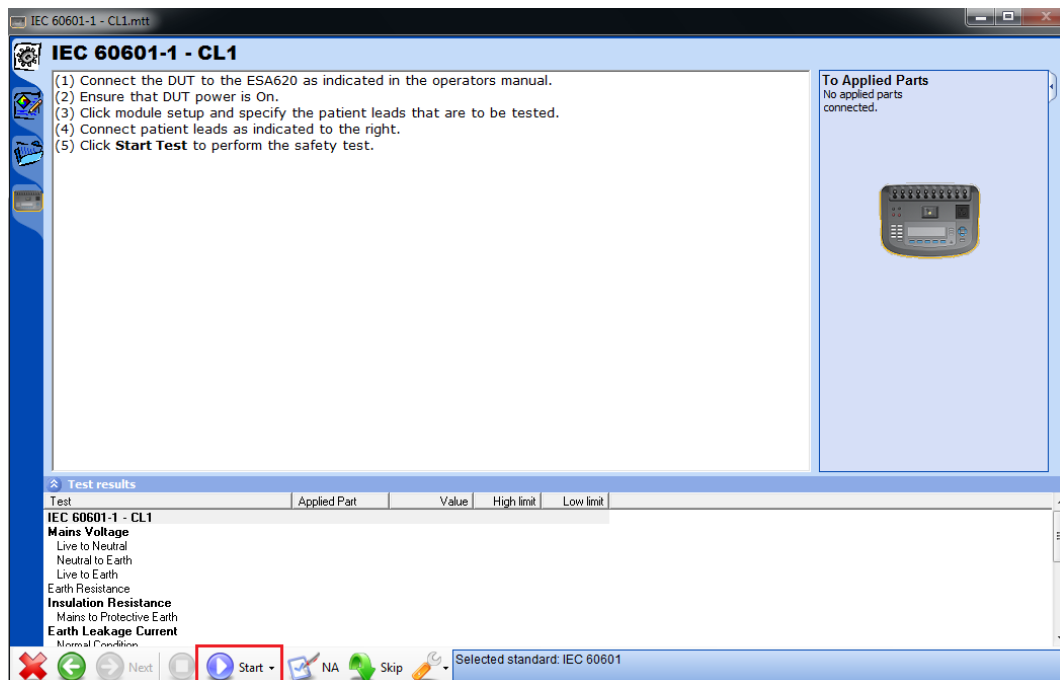 IEC 60601-1 - CL1.mtt
IEC 60601-1 - CL1
(1) Connect the DUT to the ESA620 as indicated in the operators manual.
(2) Ensure that DUT power is On.
(3) Click module setup and specify the patient leads that are to be tested.
(4) Connect patient leads as indicated to the right.
(5) Click Start Test to perform the safety test.
To Applied Parts
No applied parts
connected.
Test results
Test Applied Part Value High limit Low limit
IEC 60601-1 - CL1
Mains Voltage
Live to Neutral
Neutral to Earth
Live to Earth
Earth Resistance
Insulation Resistance
Mains to Protective Earth
Earth Leakage Current
Normal Condition
Next Start NA Skip Selected standard: IEC 60601